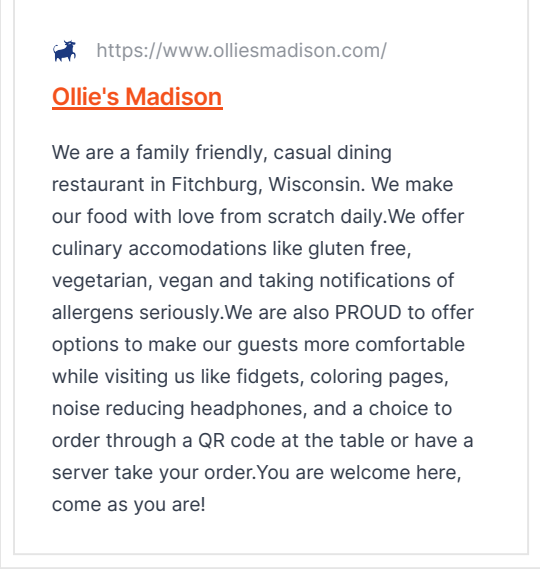 https://www.olliesmadison.com/
Ollie's Madison
We are a family friendly, casual dining
restaurant in Fitchburg, Wisconsin. We make
our food with love from scratch daily.We offer
culinary accomodations like gluten free,
vegetarian, vegan and taking notifications of
allergens seriously.We are also PROUD to offer
options to make our guests more comfortable
while visiting us like fidgets, coloring pages,
noise reducing headphones, and a choice to
order through a QR code at the table or have a
server take your order.You are welcome here,
come as you are!